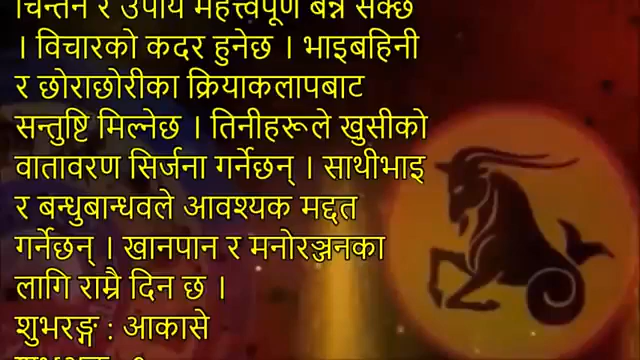 चिन्तन र उपाय महत्त्वपूर्ण बन्न सक्छ
। विचारको कदर हुनेछ । भाइबहिनी
र छोराछोरीका क्रियाकलापबाट
सन्तुष्टि मिल्नेछ । तिनीहरूले खुसीको
वातावरण सिर्जना गर्नेछन् । साथीभाइ
र बन्धुबान्धवले आवश्यक मद्दत
गर्नेछन् । खानपान र मनोरञ्जनका
लागि राम्रै दिन छ ।
शुभरङ्ग : आकासे